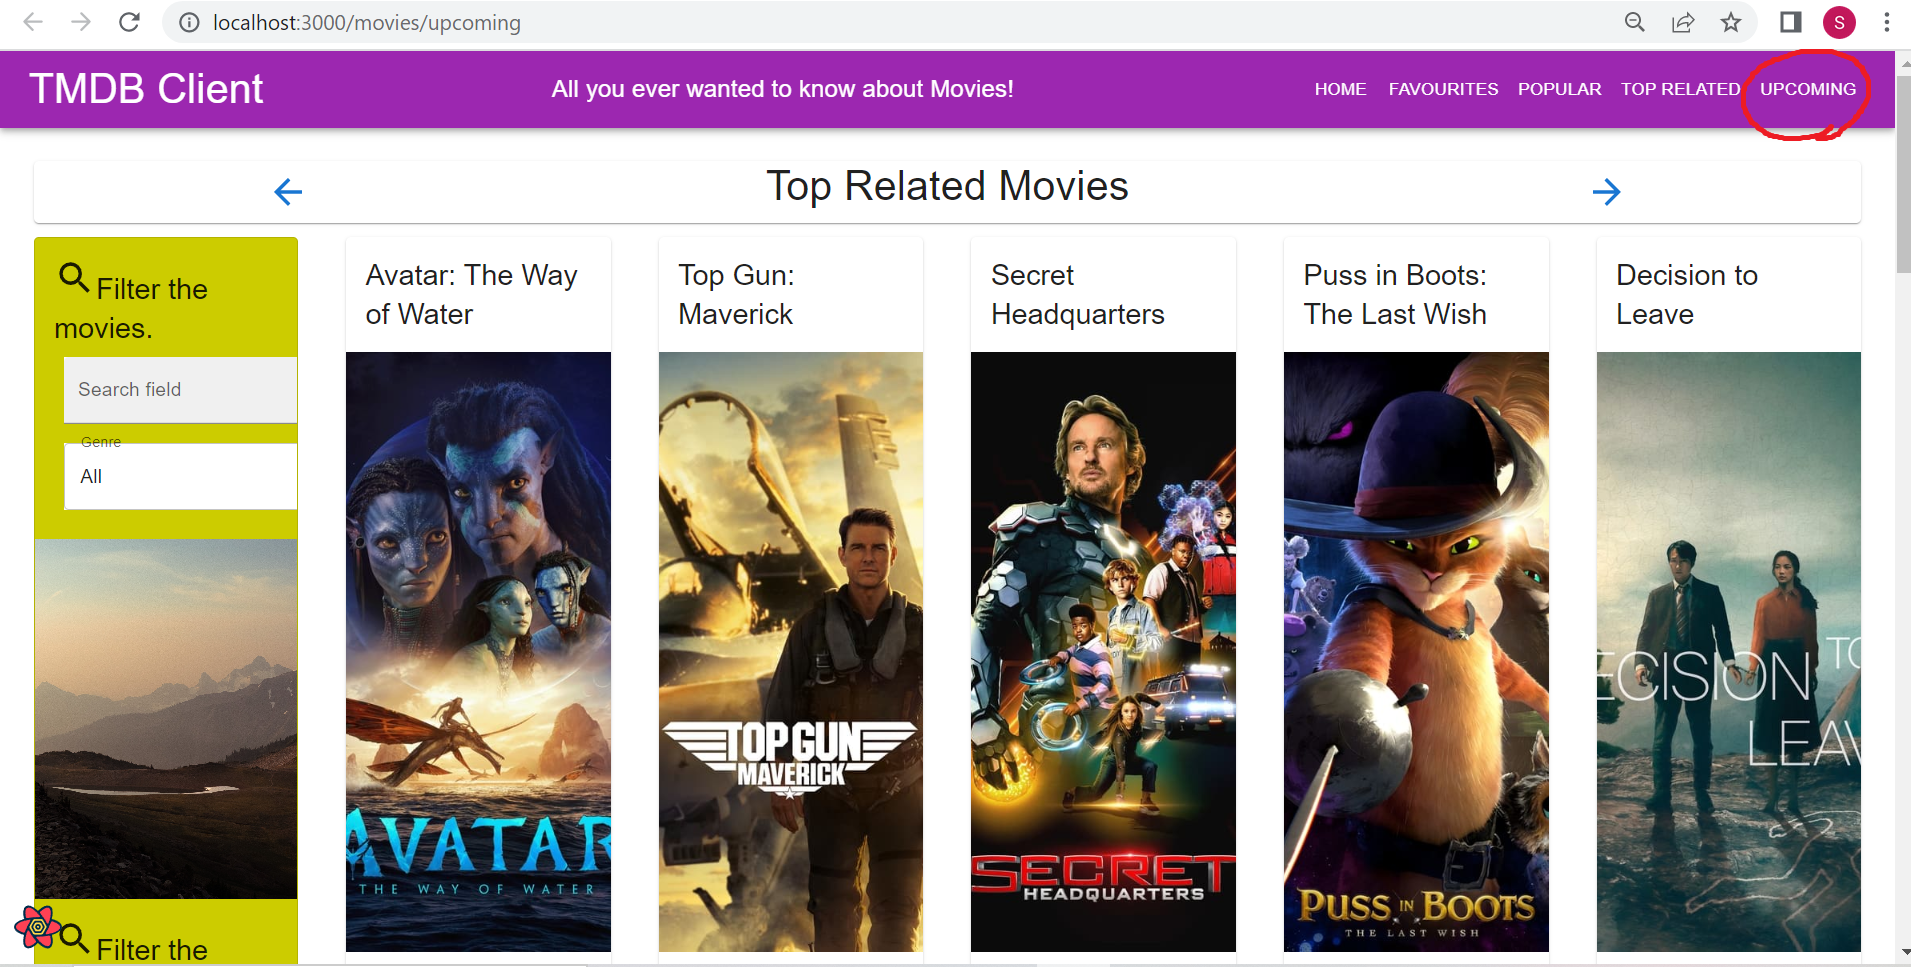 localhost:3000/movies/upcoming
S
TMDB Client
All you ever wanted to know about Movies!
HOME FAVOURITES POPULAR TOP RELATED UPCOMING
Top Related Movies
Filter the
movies.
Search field
Genre
All
Filter the
Avatar: The Way
of Water
AVATAR
THE WAY OF WATER
Top Gun:
Maverick
TOP GUN
MAVERICK
Secret
Headquarters
SECRET
HEADQUARTERS
Puss in Boots:
The Last Wish
PUSS IN BOOTS
THE LAST WISH
Decision to
Leave
ECISION TO
LEAV